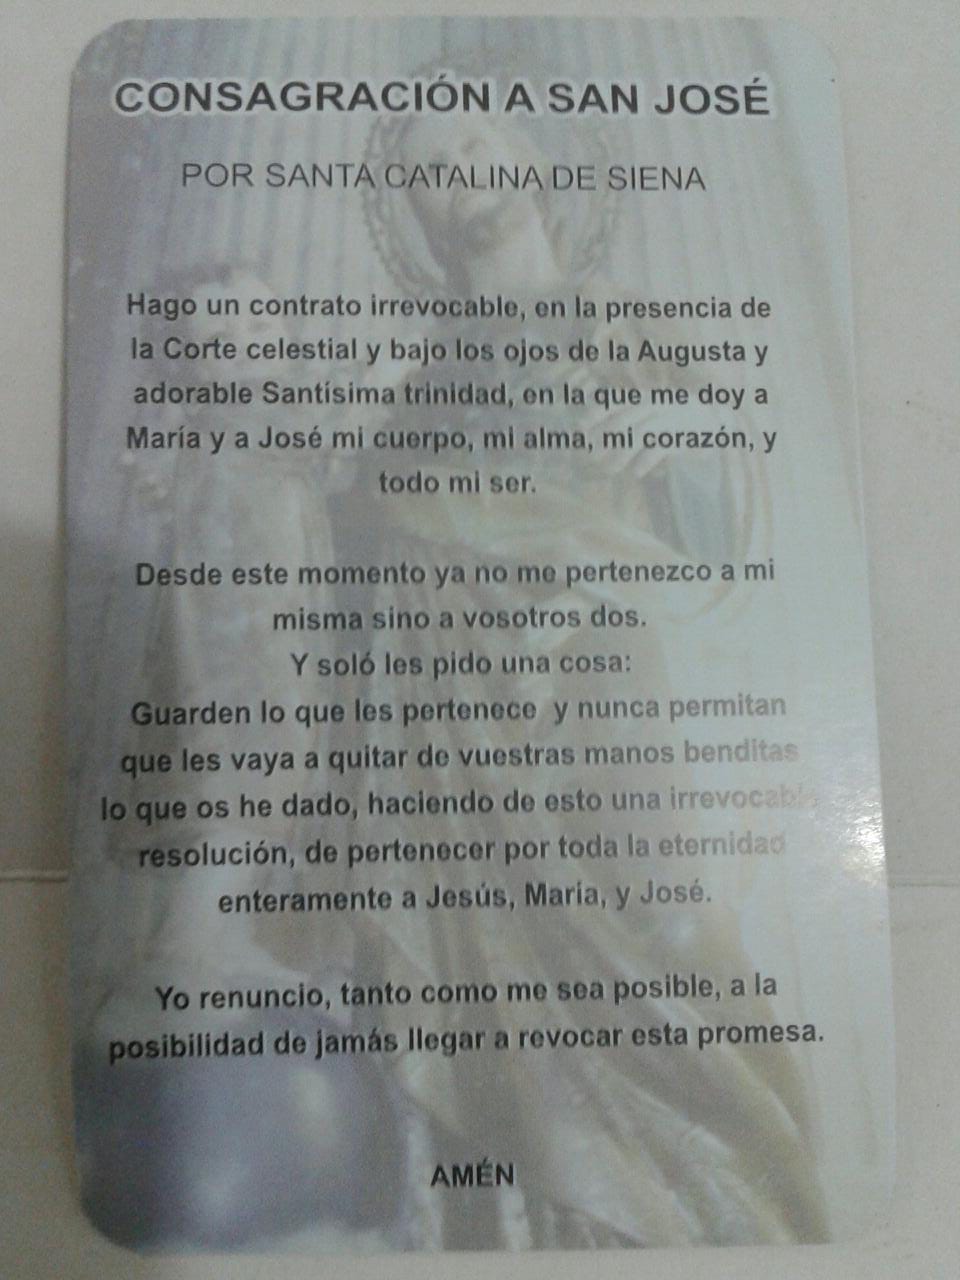 CONSAGRACIÓN A SAN JOSÉ
POR SANTA CATALINA DE SIENA
Hago un contrato irrevocable, en la presencia de
la Corte celestial y bajo los ojos de la Augusta y
adorable Santísima trinidad, en la que me doy a
María y a José mi cuerpo, mi alma, mi corazón, y
todo mi ser.
Desde este momento ya no me pertenezco a mi
misma sino a vosotros dos.
Y soló les pido una cosa:
Guarden lo que les pertenece y nunca permitan
que les vaya a quitar de vuestras manos benditas
lo que os he dado, haciendo de esto una irrevocable
resolución, de pertenecer por toda la eternidad
enteramente a Jesús, María, y José.
Yo renuncio, tanto como me sea posible, a la
posibilidad de jamás llegar a revocar esta promesa.
AMÉN